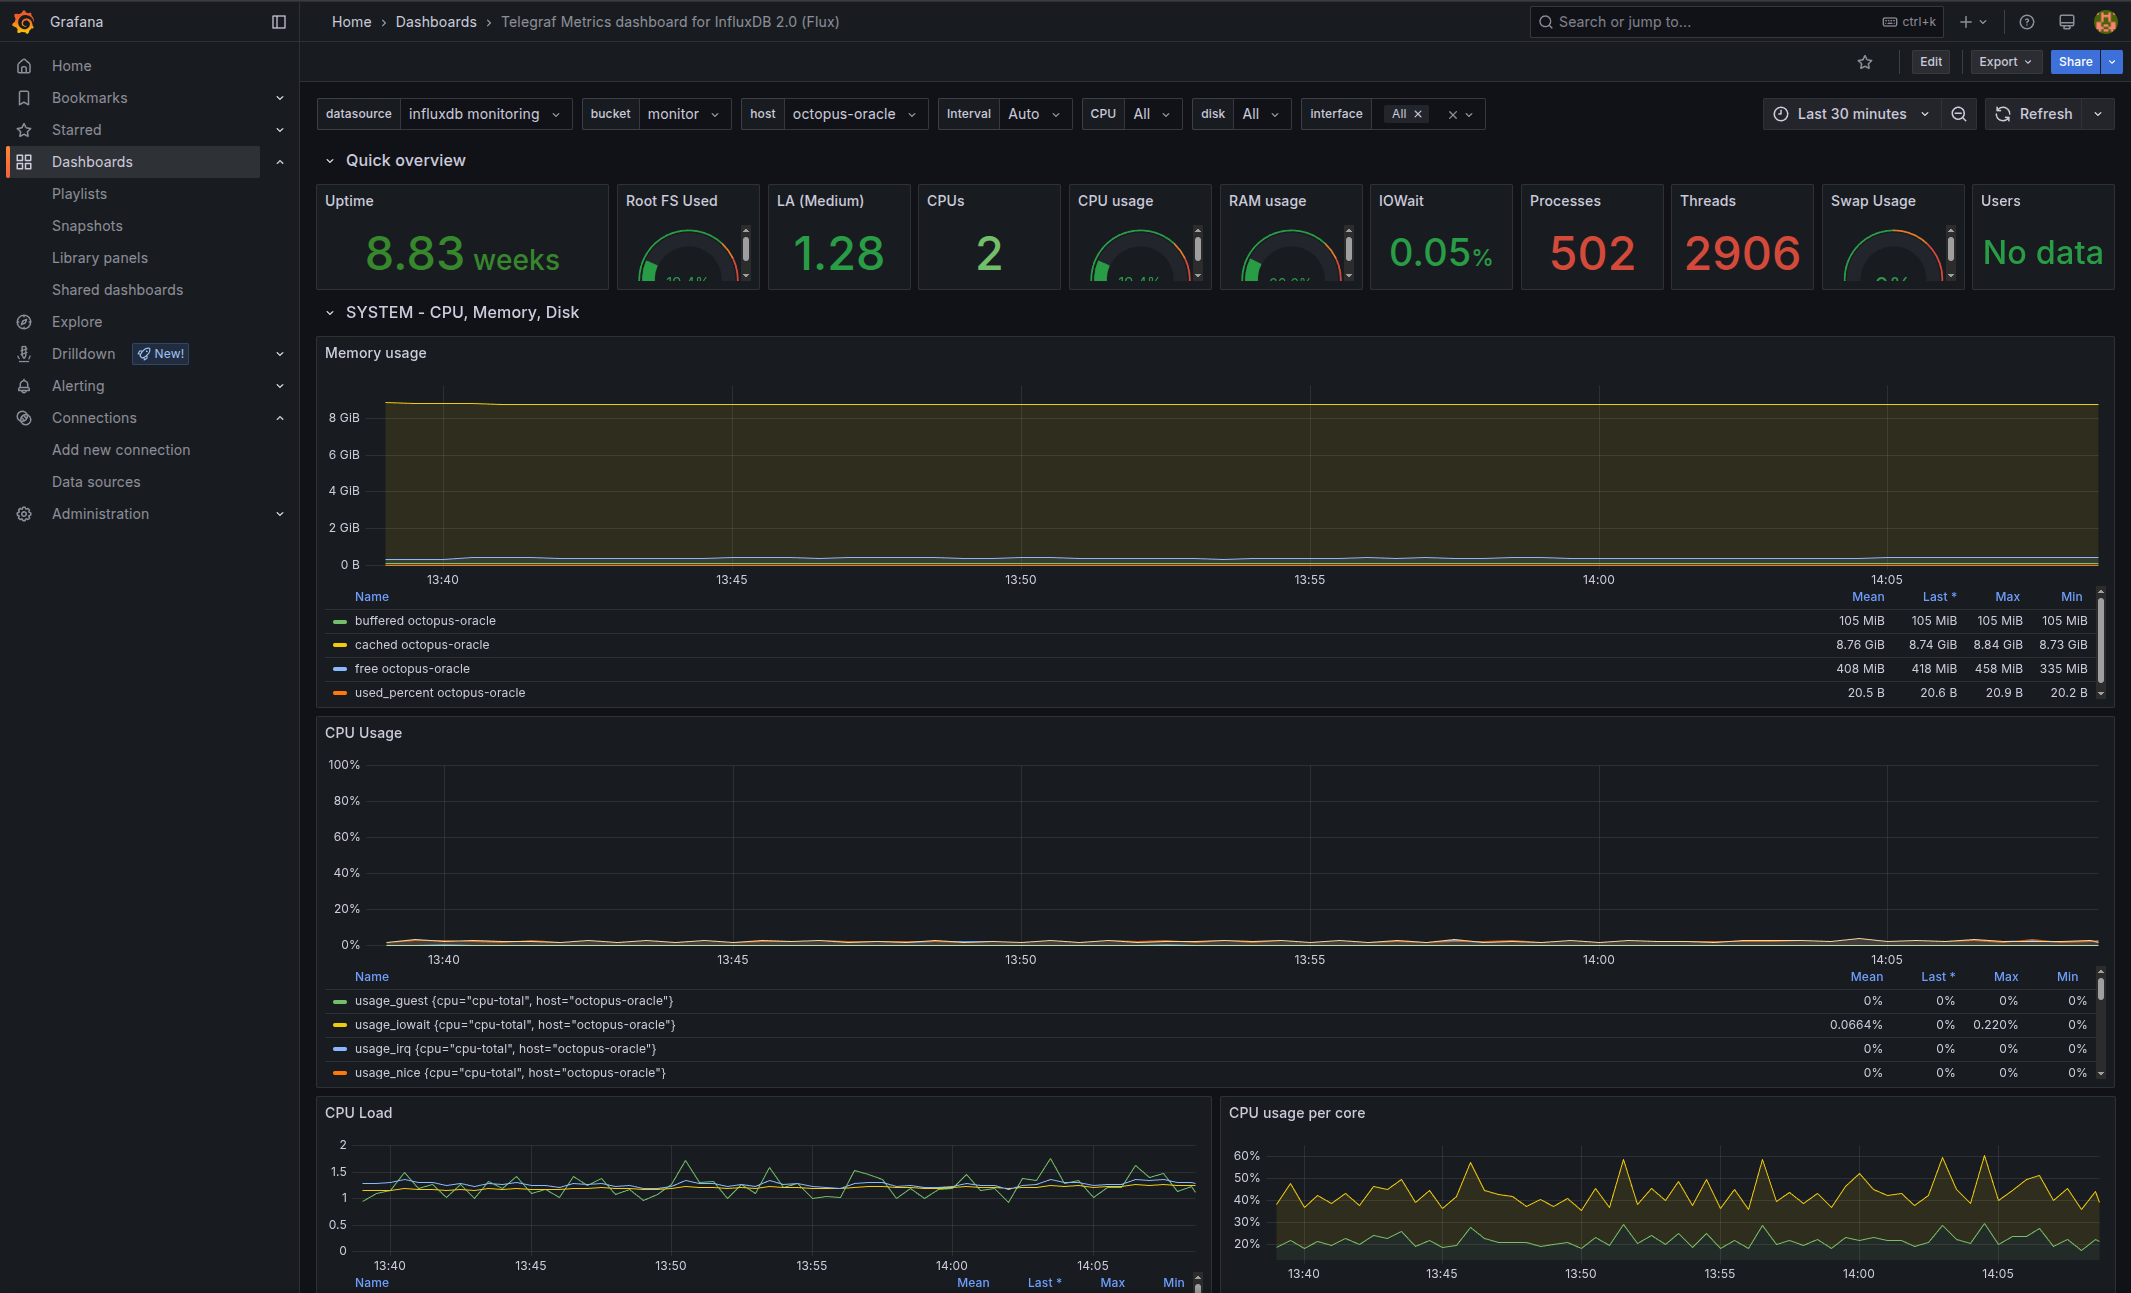 Grafana
Home › Dashboards › Telegraf Metrics dashboard for InfluxDB 2.0 (Flux)
Search or jump to...
ctrl+k
Home
Bookmarks
Starred
Dashboards
Playlists
Snapshots
Library panels
Shared dashboards
Explore
Drilldown New!
Alerting
Connections
Add new connection
Data sources
Administration
Edit
Export
Share
datasource influxdb monitoring
bucket monitor
host octopus-oracle
Interval Auto
CPU All
disk All
interface All
Last 30 minutes
Refresh
Quick overview
Uptime
8.83 weeks
Root FS Used
LA (Medium)
1.28
CPUs
2
CPU usage
RAM usage
IOWait
0.05%
Processes
502
Threads
2906
Swap Usage
Users
No data
SYSTEM - CPU, Memory, Disk
Memory usage
8 GiB
6 GiB
4 GiB
2 GiB
0 B
13:40 13:45 13:50 13:55 14:00 14:05
Name Mean Last * Max Min
buffered octopus-oracle 105 MiB 105 MiB 105 MiB 105 MiB
cached octopus-oracle 8.76 GiB 8.74 GiB 8.84 GiB 8.73 GiB
free octopus-oracle 408 MiB 418 MiB 458 MiB 335 MiB
used_percent octopus-oracle 20.5 B 20.6 B 20.9 B 20.2 B
CPU Usage
100%
80%
60%
40%
20%
0%
13:40 13:45 13:50 13:55 14:00 14:05
Name Mean Last * Max Min
usage_guest {cpu="cpu-total", host="octopus-oracle"} 0% 0% 0% 0%
usage_iowait {cpu="cpu-total", host="octopus-oracle"} 0.0664% 0% 0.220% 0%
usage_irq {cpu="cpu-total", host="octopus-oracle"} 0% 0% 0% 0%
usage_nice {cpu="cpu-total", host="octopus-oracle"} 0% 0% 0% 0%
CPU Load
2
1.5
1
0.5
0
13:40 13:45 13:50 13:55 14:00 14:05
Name Mean Last * Max Min
CPU usage per core
60%
50%
40%
30%
20%
13:40 13:45 13:50 13:55 14:00 14:05